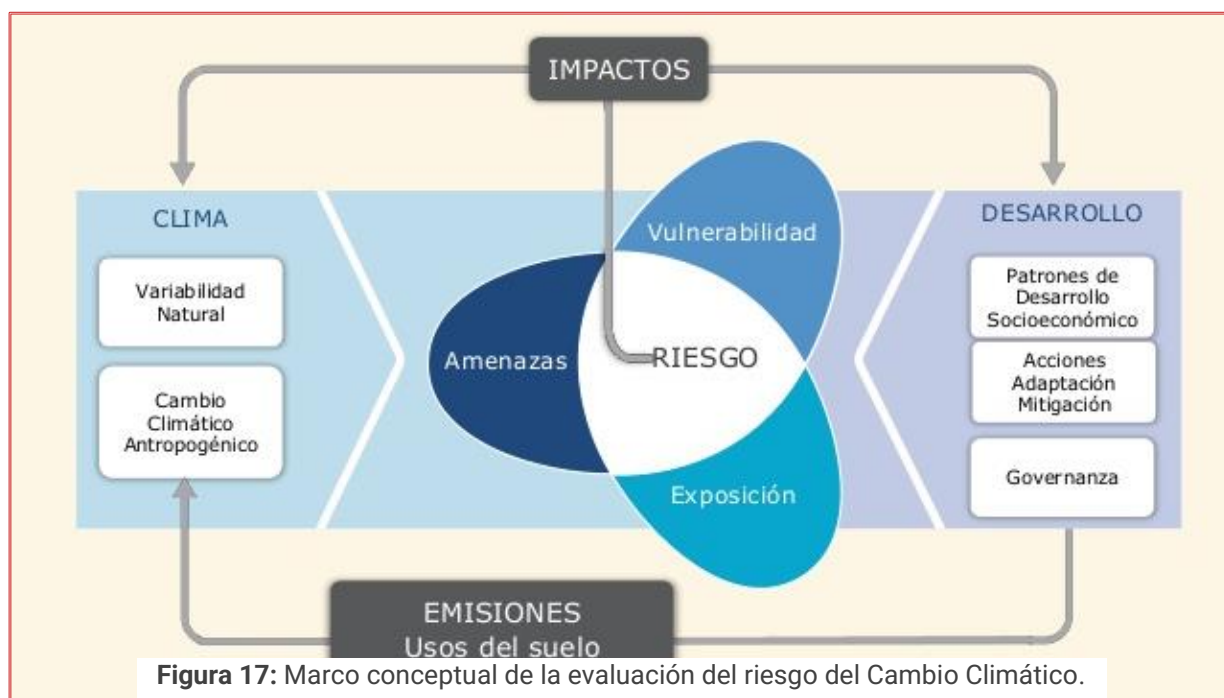 IMPACTOS
CLIMA
Variabilidad
Natural
Cambio
Climático
Antropogénico
Vulnerabilidad
Amenazas
RIESGO
Exposición
DESARROLLO
Patrones de
Desarrollo
Socioeconómico
Acciones
Adaptación
Mitigación
Governanza
EMISIONES
Usos del suelo
Figura 17: Marco conceptual de la evaluación del riesgo del Cambio Climático.